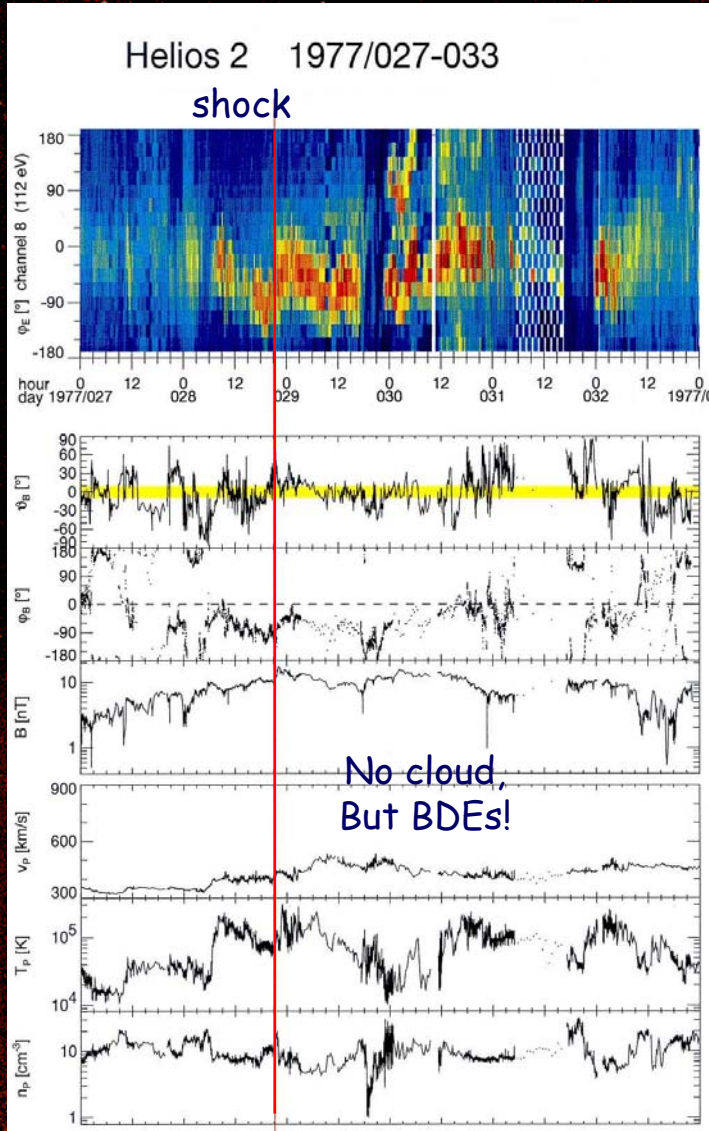 Helios 2 1977/027-033
shock
180
90
0
-90
-180
φE [°] channel 8 (112 eV)
hour 0 12 0 12 0 12 0 12 0 12 0 12 0
day 1977/027 028 029 030 031 032 1977/0
90
60
30
0
-30
-60
-90
ϑB [°]
180
90
0
-90
-180
φB [°]
10
1
B [nT]
No cloud,
But BDEs!
900
600
300
vP [km/s]
10⁵
10⁴
TP [K]
10
1
nP [cm⁻³]